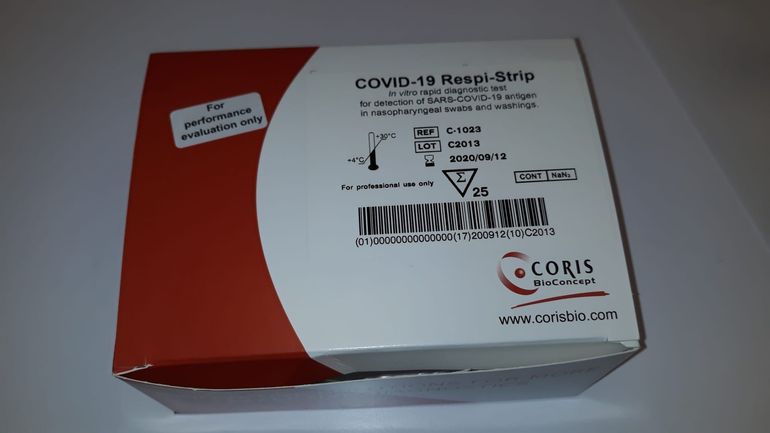 For
performance
evaluation only
COVID-19 Respi-Strip
In vitro rapid diagnostic test
for detection of SARS-COVID-19 antigen
in nasopharyngeal swabs and washings.
REF C-1023
+30°C
LOT C2013
+4°C
2020/09/12
For professional use only
Σ 25
CONT NaN₃
(01)00000000000000(17)200912(10)C2013
CORIS
BioConcept
www.corisbio.com
FOR MORE